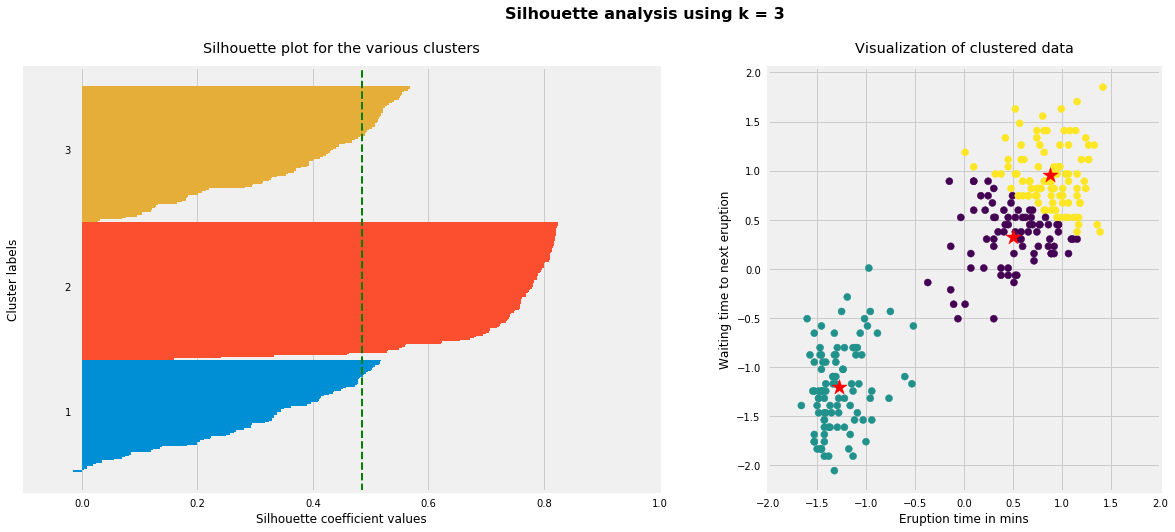 Silhouette analysis using k = 3
Silhouette plot for the various clusters
Cluster labels
3
2
1
0.0 0.2 0.4 0.6 0.8 1.0
Silhouette coefficient values
Visualization of clustered data
Waiting time to next eruption
2.0
1.5
1.0
0.5
0.0
−0.5
−1.0
−1.5
−2.0
−2.0 −1.5 −1.0 −0.5 0.0 0.5 1.0 1.5 2.0
Eruption time in mins